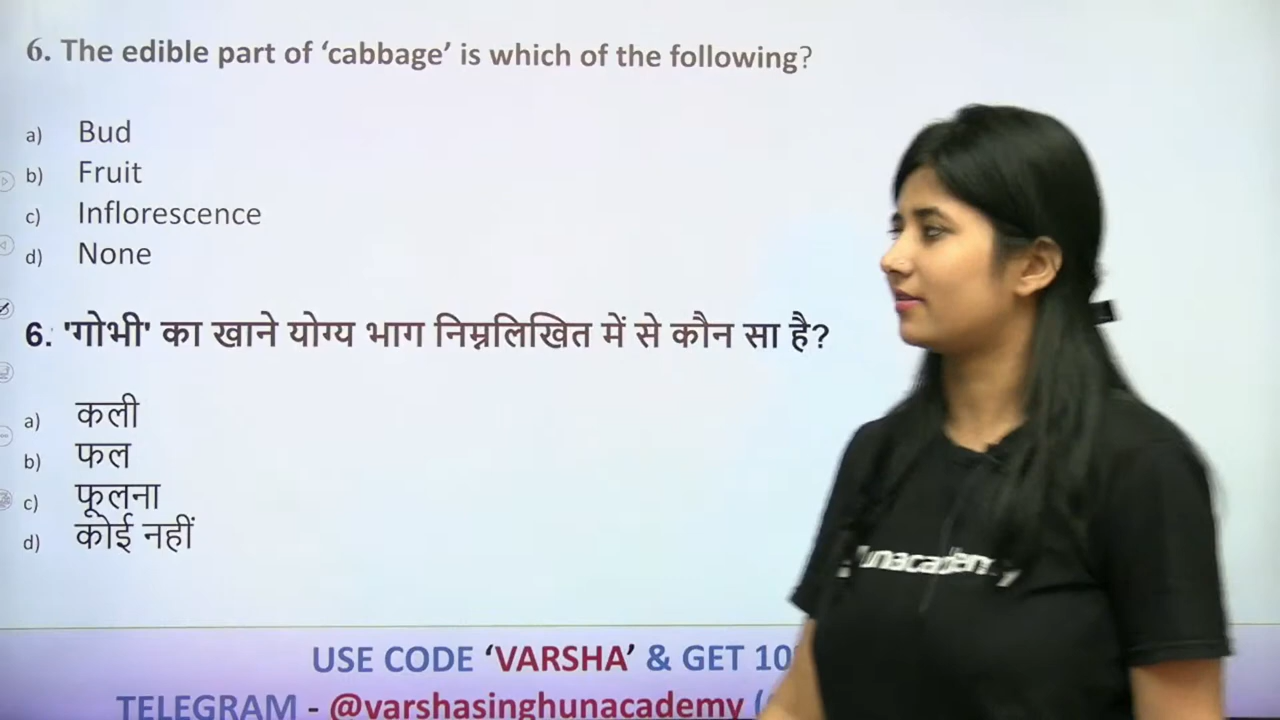 6. The edible part of ‘cabbage’ is which of the following?
a) Bud
b) Fruit
c) Inflorescence
d) None
6. 'गोभी' का खाने योग्य भाग निम्नलिखित में से कौन सा है?
a) कली
b) फल
c) फूलना
d) कोई नहीं
unacademy
USE CODE ‘VARSHA’ & GET 10
TELEGRAM - @varshasinghunacademy (